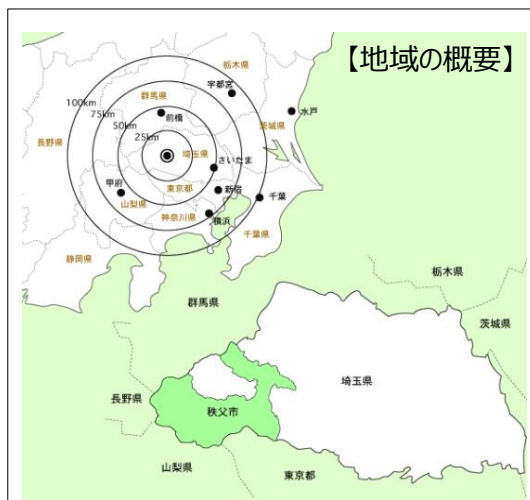 【地域の概要】
栃木県
宇都宮
100km
75km
群馬県
50km
前橋
水戸
茨城県
25km
長野県
埼玉県
さいたま
東京都
新宿
甲府
千葉
山梨県
神奈川県
横浜
千葉県
静岡県
栃木県
群馬県
茨城県
埼玉県
長野県
秩父市
山梨県
東京都